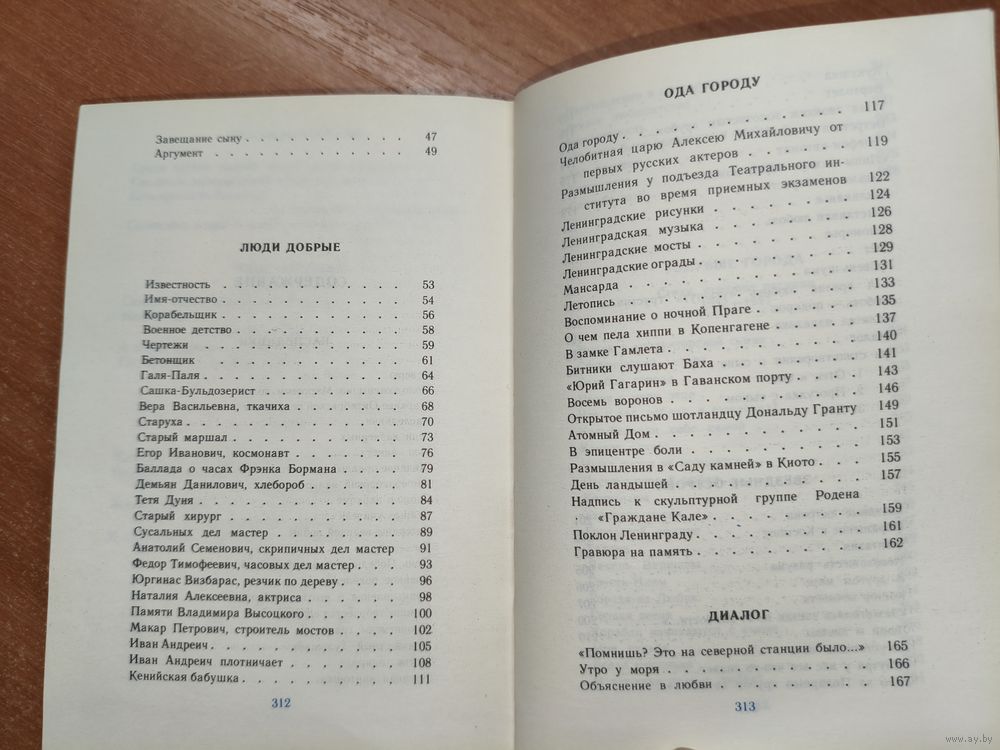 Завещание сыну . . . . . . . . . . . 47
Аргумент . . . . . . . . . . . . 49
ЛЮДИ ДОБРЫЕ
Известность . . . . . . . . . . . 53
Имя-отчество . . . . . . . . . . . 54
Корабельщик . . . . . . . . . . . 56
Военное детство . . . . . . . . . . 58
Чертежи . . . . . . . . . . . . 59
Бетонщик . . . . . . . . . . . . 61
Галя-Паля . . . . . . . . . . . . 64
Сашка-Бульдозерист . . . . . . . . . 66
Вера Васильевна, ткачиха . . . . . . . 68
Старуха . . . . . . . . . . . . 70
Старый маршал . . . . . . . . . . 73
Егор Иванович, космонавт . . . . . . . 76
Баллада о часах Фрэнка Бормана . . . . . 79
Демьян Данилович, хлебороб . . . . . . 81
Тетя Дуня . . . . . . . . . . . . 84
Старый хирург . . . . . . . . . . 87
Сусальных дел мастер . . . . . . . . 89
Анатолий Семенович, скрипичных дел мастер 91
Федор Тимофеевич, часовых дел мастер . . . 93
Юргинас Визбарас, резчик по дереву . . . . 96
Наталия Алексеевна, актриса . . . . . . 98
Памяти Владимира Высоцкого . . . . . . 100
Макар Петрович, строитель мостов . . . . 102
Иван Андреич . . . . . . . . . . . 105
Иван Андреич плотничает . . . . . . . 108
Кенийская бабушка . . . . . . . . . 111
312
ОДА ГОРОДУ
Ода городу . . . . . . . . . . . 117
Челобитная царю Алексею Михайловичу от
первых русских актеров . . . . . . . 119
Размышления у подъезда Театрального ин-
ститута во время приемных экзаменов 122
Ленинградские рисунки . . . . . . . . 124
Ленинградская музыка . . . . . . . . 126
Ленинградские мосты . . . . . . . . 128
Ленинградские ограды . . . . . . . . 129
Мансарда . . . . . . . . . . . . 131
Летопись . . . . . . . . . . . . 133
Воспоминание о ночной Праге . . . . . . 135
О чем пела хиппи в Копенгагене . . . . . 137
В замке Гамлета . . . . . . . . . . 140
Битники слушают Баха . . . . . . . . 141
«Юрий Гагарин» в Гаванском порту . . . . 143
Восемь воронов . . . . . . . . . . 146
Открытое письмо шотландцу Дональду Гранту 149
Атомный Дом . . . . . . . . . . . 151
В эпицентре боли . . . . . . . . . . 153
Размышления в «Саду камней» в Киото . . . 155
День ландышей . . . . . . . . . . 157
Надпись к скульптурной группе Родена
«Граждане Кале» . . . . . . . . . 159
Поклон Ленинграду . . . . . . . . . 161
Гравюра на память . . . . . . . . . 162
ДИАЛОГ
«Помнишь? Это на северной станции было...» 165
Утро у моря . . . . . . . . . . . 166
Объяснение в любви . . . . . . . . . 167
313
www.ay.by